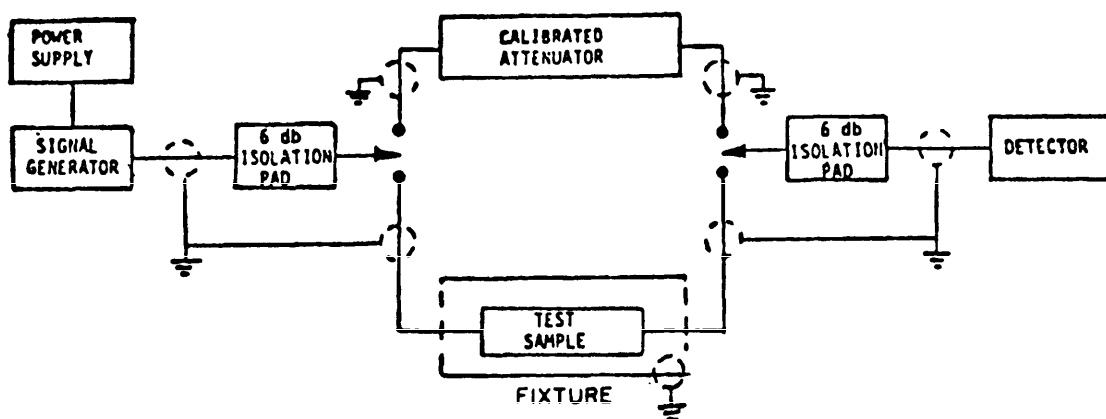 POWER
SUPPLY
CALIBRATED
ATTENUATOR
SIGNAL
GENERATOR
6 db
ISOLATION
PAD
6 db
ISOLATION
PAD
DETECTOR
TEST
SAMPLE
FIXTURE